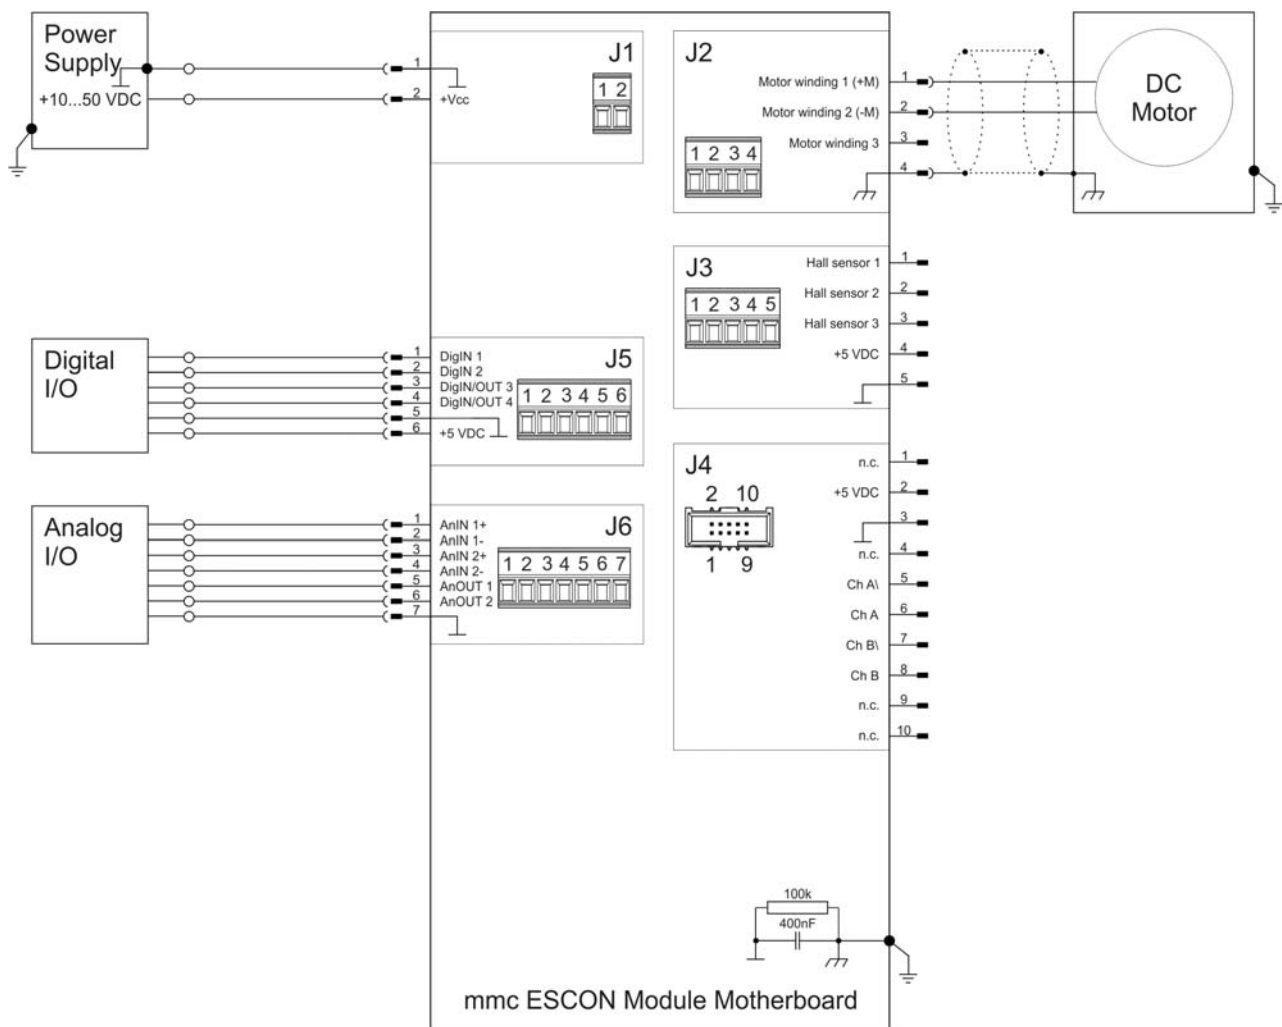 Power
Supply
+10...50 VDC
1
2
+Vcc
J1
1 2
J2
1 2 3 4
Motor winding 1 (+M) 1
Motor winding 2 (-M) 2
Motor winding 3 3
4
DC
Motor
J3
1 2 3 4 5
Hall sensor 1 1
Hall sensor 2 2
Hall sensor 3 3
+5 VDC 4
5
Digital
I/O
1 DigIN 1
2 DigIN 2
3 DigIN/OUT 3
4 DigIN/OUT 4
5
6 +5 VDC
J5
1 2 3 4 5 6
J4
2 10
1 9
n.c. 1
+5 VDC 2
3
n.c. 4
Ch A\ 5
Ch A 6
Ch B\ 7
Ch B 8
n.c. 9
n.c. 10
Analog
I/O
1 AnIN 1+
2 AnIN 1-
3 AnIN 2+
4 AnIN 2-
5 AnOUT 1
6 AnOUT 2
7
J6
1 2 3 4 5 6 7
100k
400nF
mmc ESCON Module Motherboard